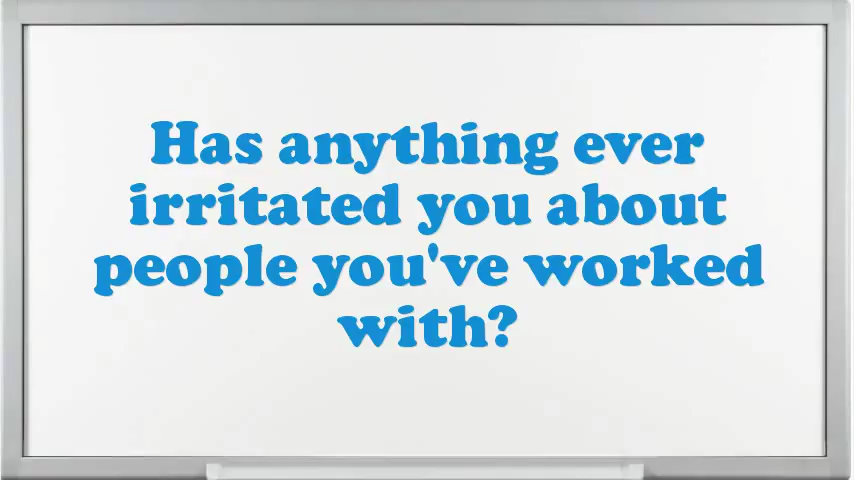 Has anything ever
irritated you about
people you've worked
with?